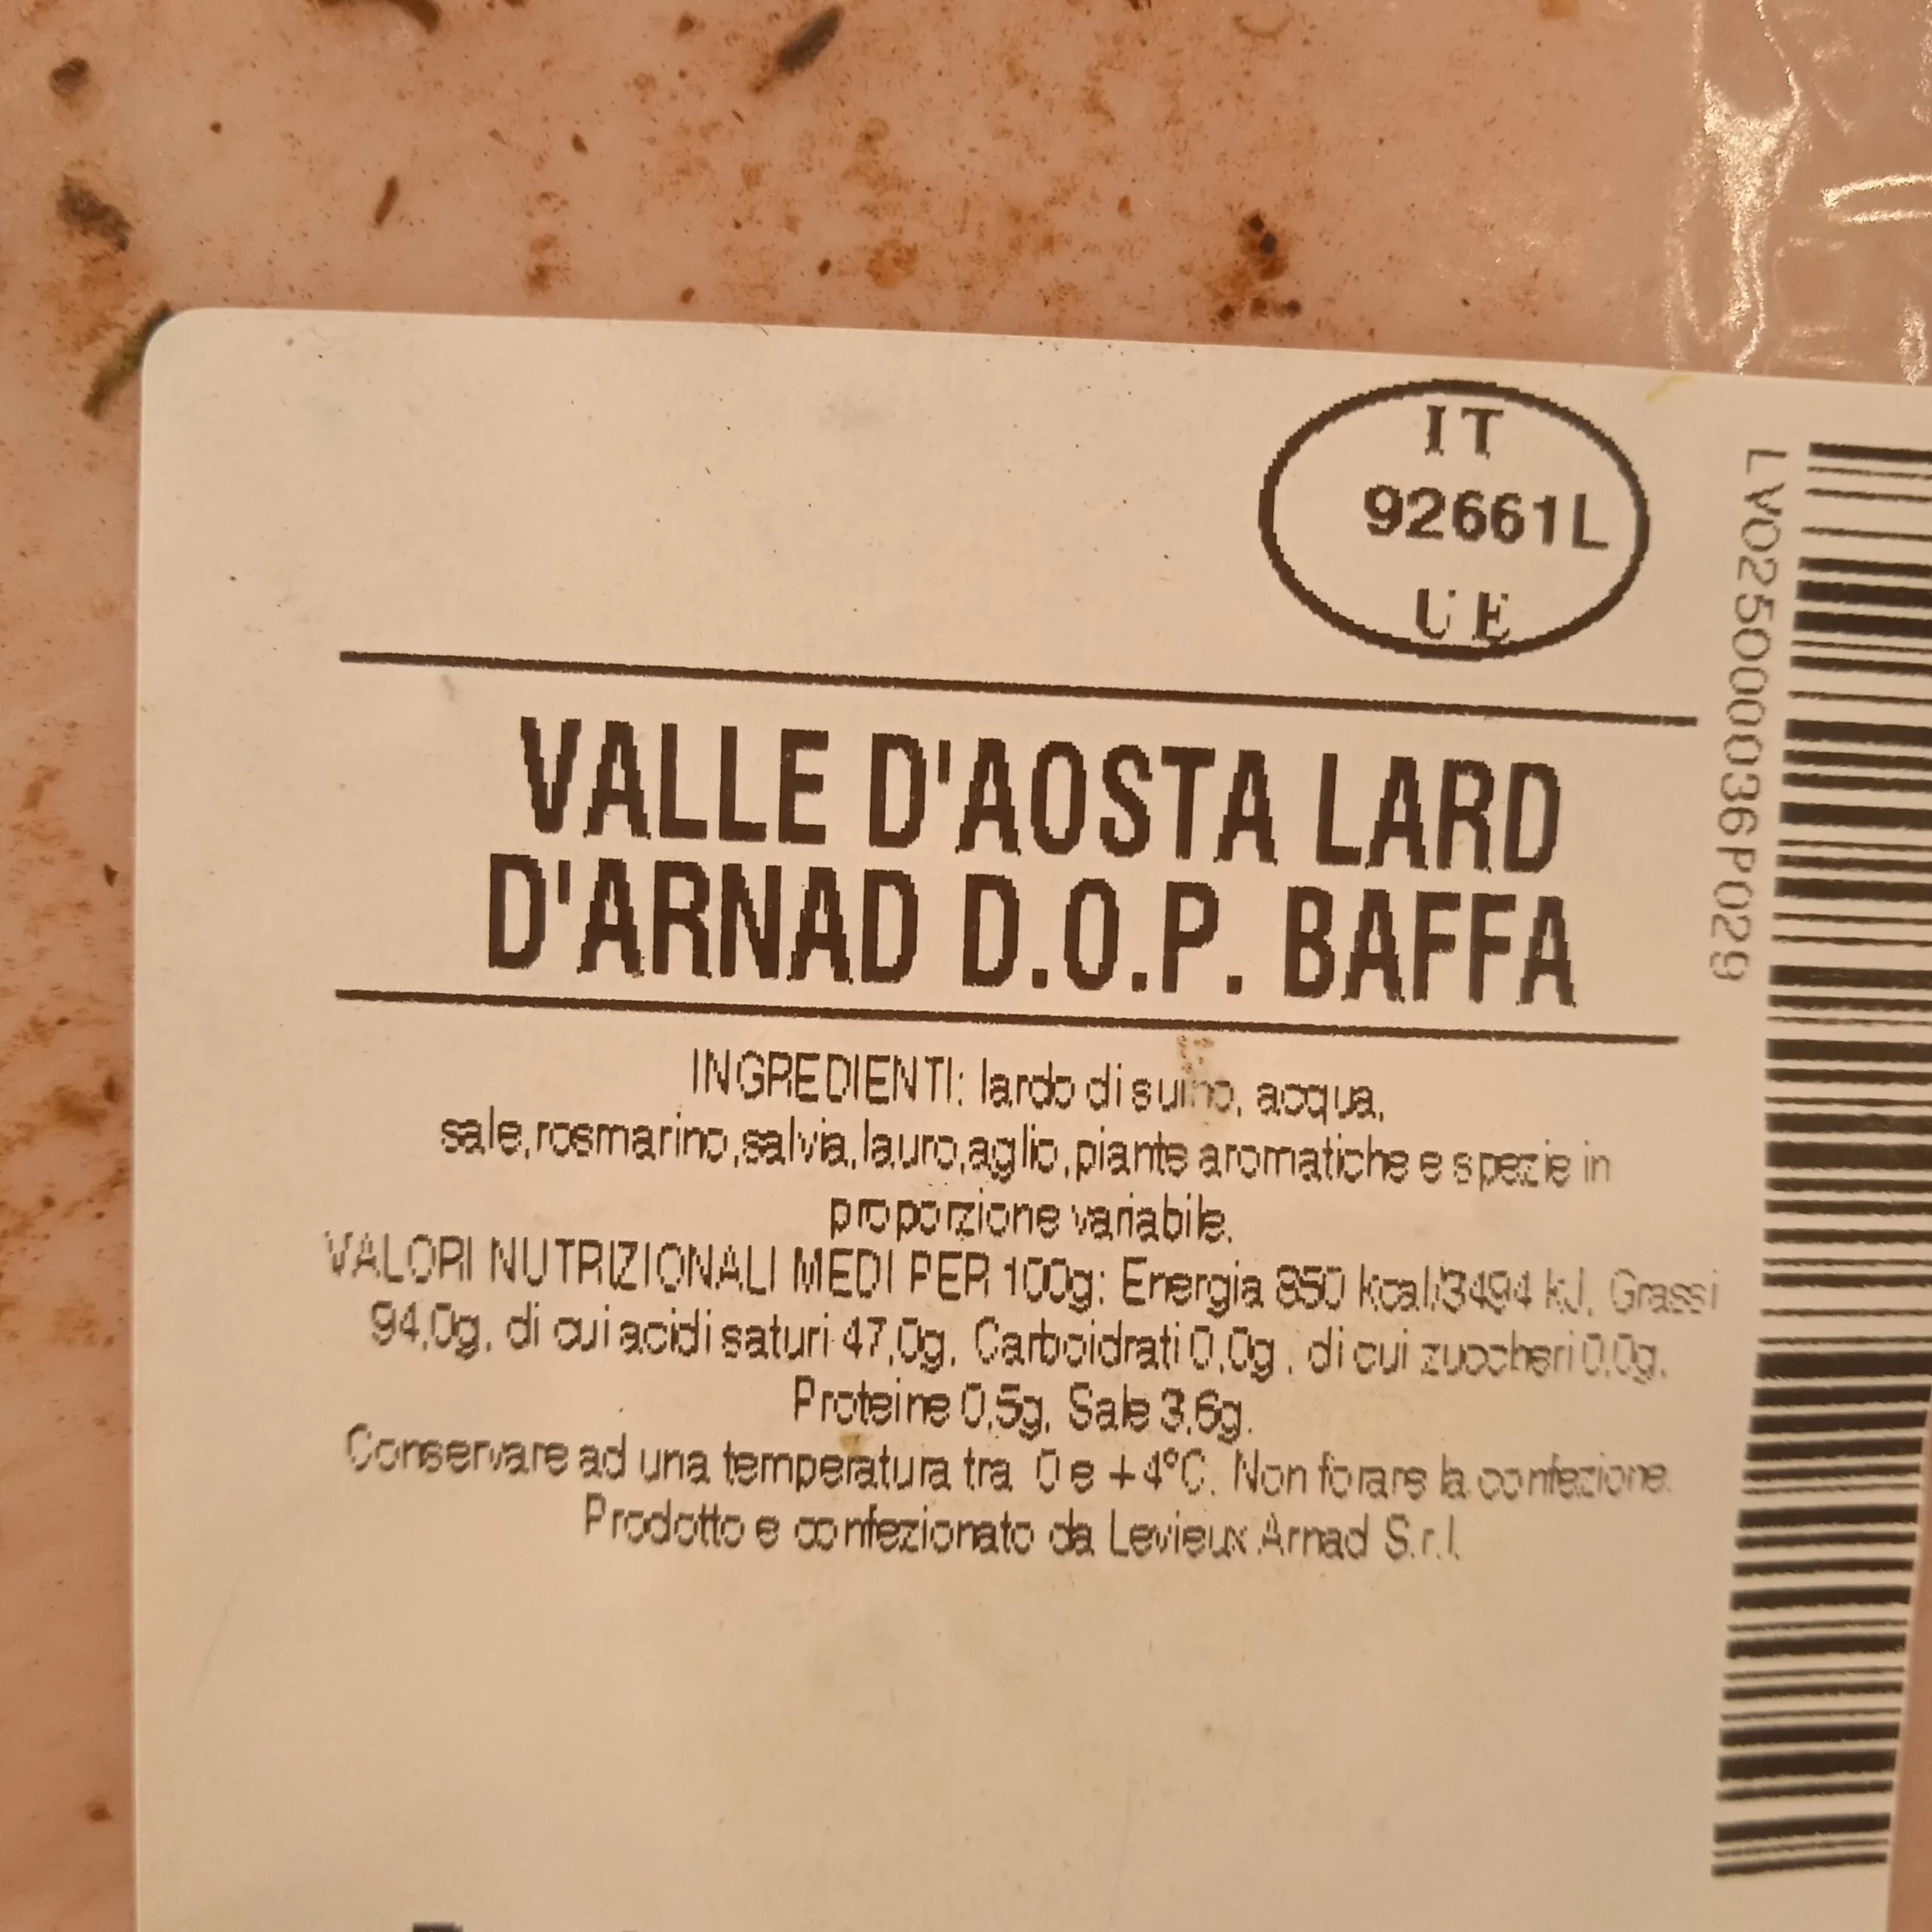 IT
92661L
UE
LV02500000036P029
VALLE D'AOSTA LARD
D'ARNAD D.O.P. BAFFA
INGREDIENTI: lardo di suino, acqua,
sale,rosmarino,salvia,lauro,aglio,piante aromatiche e spezie in
proporzione variabile.
VALORI NUTRIZIONALI MEDI PER 100g: Energia 850 kcal/3494 kJ, Grassi
94,0g, di cui acidi saturi 47,0g, Carboidrati 0,0g, di cui zuccheri 0,0g,
Proteine 0,5g, Sale 3,6g.
Conservare ad una temperatura tra 0 e +4°C. Non forare la confezione.
Prodotto e confezionato da Levieux Arnad S.r.l.